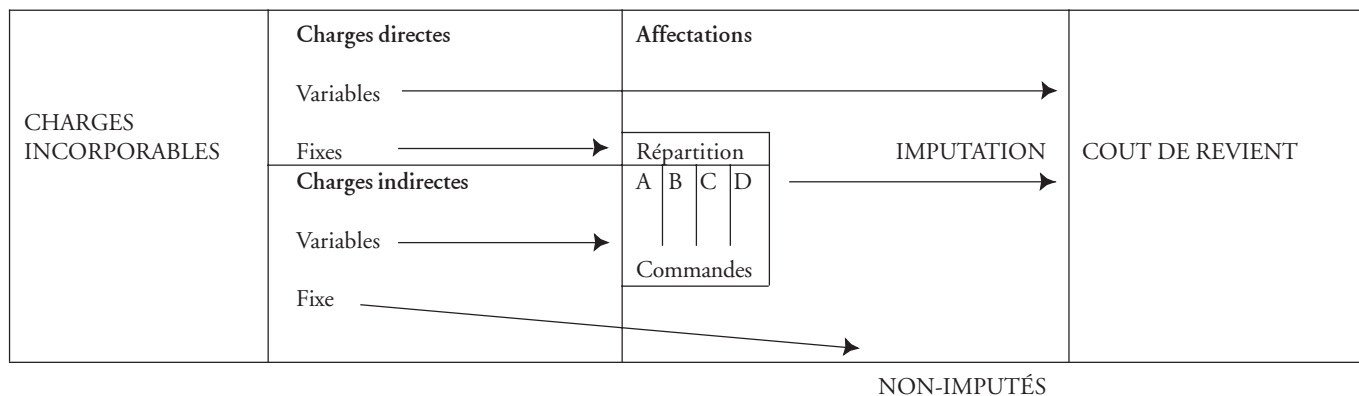 Charges directes
Affectations
Variables
CHARGES
INCORPORABLES
Fixes
Répartition
IMPUTATION
COUT DE REVIENT
Charges indirectes
A B C D
Variables
Commandes
Fixe
NON-IMPUTÉS